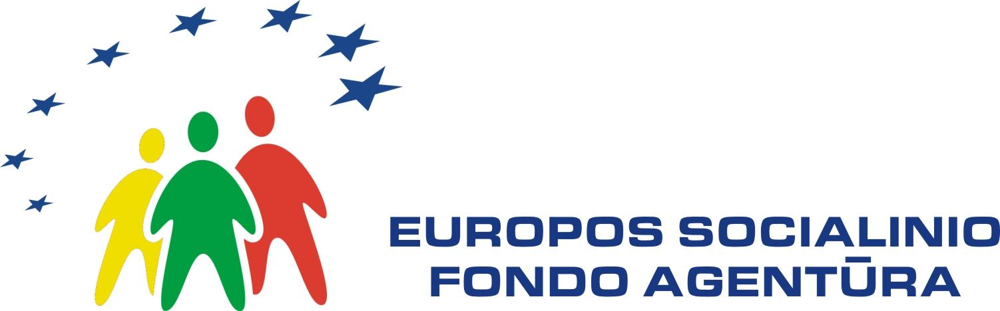 EUROPOS SOCIALINIO
FONDO AGENTŪRA